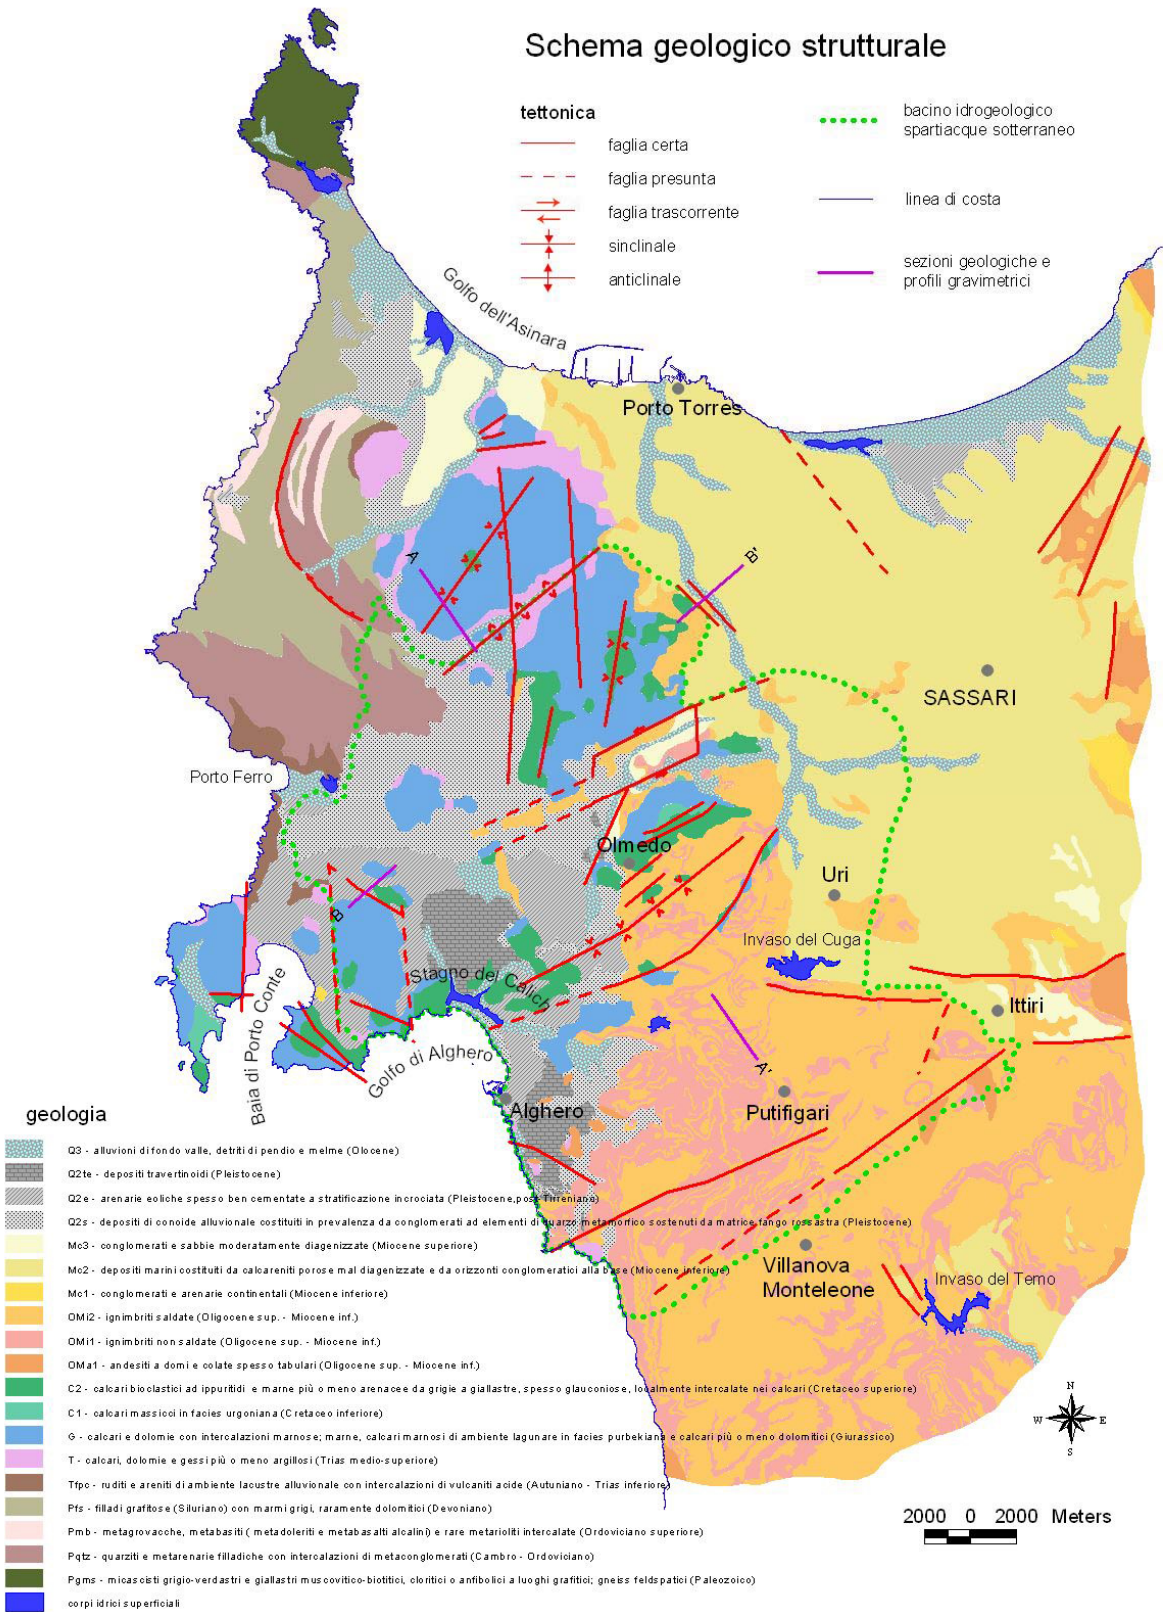 Schema geologico strutturale
tettonica
faglia certa
faglia presunta
faglia trascorrente
sinclinale
anticlinale
bacino idrogeologico
spartiacque sotterraneo
linea di costa
sezioni geologiche e
profili gravimetrici
Golfo dell'Asinara
Porto Torres
A
B'
SASSARI
Porto Ferro
Olmedo
Uri
B
Invaso del Cuga
Stagno del Calich
Ittiri
Baia di Porto Conte
Golfo di Alghero
A'
Alghero
Putifigari
Villanova
Monteleone
Invaso del Temo
geologia
Q3 - alluvioni di fondo valle, detriti di pendio e melme (Olocene)
Q2te - depositi travertinoidi (Pleistocene)
Q2e - arenarie eoliche spesso ben cementate a stratificazione incrociata (Pleistocene,post-Tirreniano)
Q2s - depositi di conoide alluvionale costituiti in prevalenza da conglomerati ad elementi di quarzo metamorfico sostenuti da matrice fango rossastra (Pleistocene)
Mc3 - conglomerati e sabbie moderatamente diagenizzate (Miocene superiore)
Mc2 - depositi marini costituiti da calcareniti porose mal diagenizzate e da orizzonti conglomeratici alla base (Miocene inferiore)
Mc1 - conglomerati e arenarie continentali (Miocene inferiore)
OMi2 - ignimbriti saldate (Oligocene sup. - Miocene inf.)
OMi1 - ignimbriti non saldate (Oligocene sup. - Miocene inf.)
OMa1 - andesiti a domi e colate spesso tabulari (Oligocene sup. - Miocene inf.)
C2 - calcari bioclastici ad ippuritidi e marne più o meno arenacee da grigie a giallastre, spesso glauconiose, localmente intercalate nei calcari (Cretaceo superiore)
C1 - calcari massicci in facies urgoniana (Cretaceo inferiore)
G - calcari e dolomie con intercalazioni marnose; marne, calcari marnosi di ambiente lagunare in facies purbekiana e calcari più o meno dolomitici (Giurassico)
T - calcari, dolomie e gessi più o meno argillosi (Trias medio-superiore)
Tfpc - ruditi e areniti di ambiente lacustre alluvionale con intercalazioni di vulcaniti acide (Autuniano - Trias inferiore)
Pfs - filladi grafitose (Siluriano) con marmi grigi, raramente dolomitici (Devoniano)
Pmb - metagrovacche, metabasiti ( metadoleriti e metabasalti alcalini) e rare metarioliti intercalate (Ordoviciano superiore)
Pqtz - quarziti e metarenarie filladiche con intercalazioni di metaconglomerati (Cambro - Ordoviciano)
Pgms - micascisti grigio-verdastri e giallastri muscovitico-biotitici, cloritici o anfibolici a luoghi grafitici; gneiss feldspatici (Paleozoico)
corpi idrici superficiali
N
W E
S
2000 0 2000 Meters